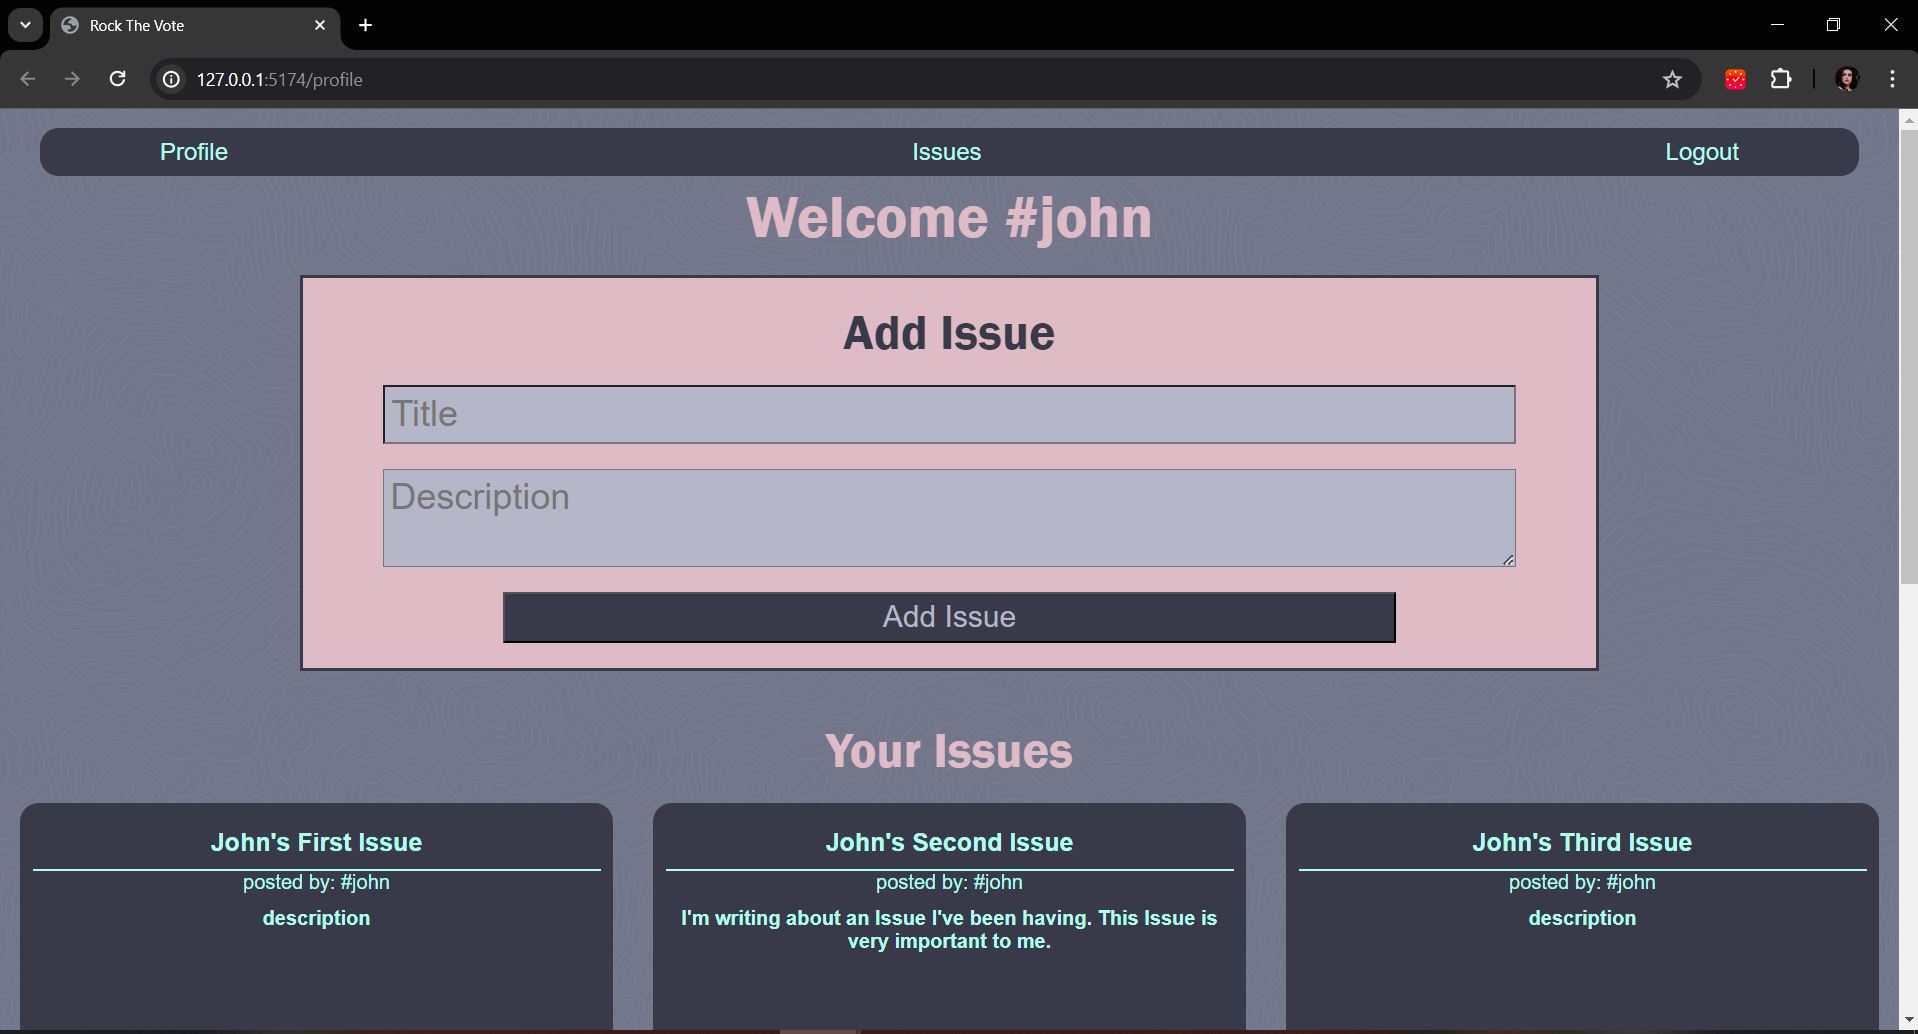 Rock The Vote
127.0.0.1:5174/profile
Profile
Issues
Logout
Welcome #john
Add Issue
Title
Description
Add Issue
Your Issues
John's First Issue
posted by: #john
description
John's Second Issue
posted by: #john
I'm writing about an Issue I've been having. This Issue is
very important to me.
John's Third Issue
posted by: #john
description